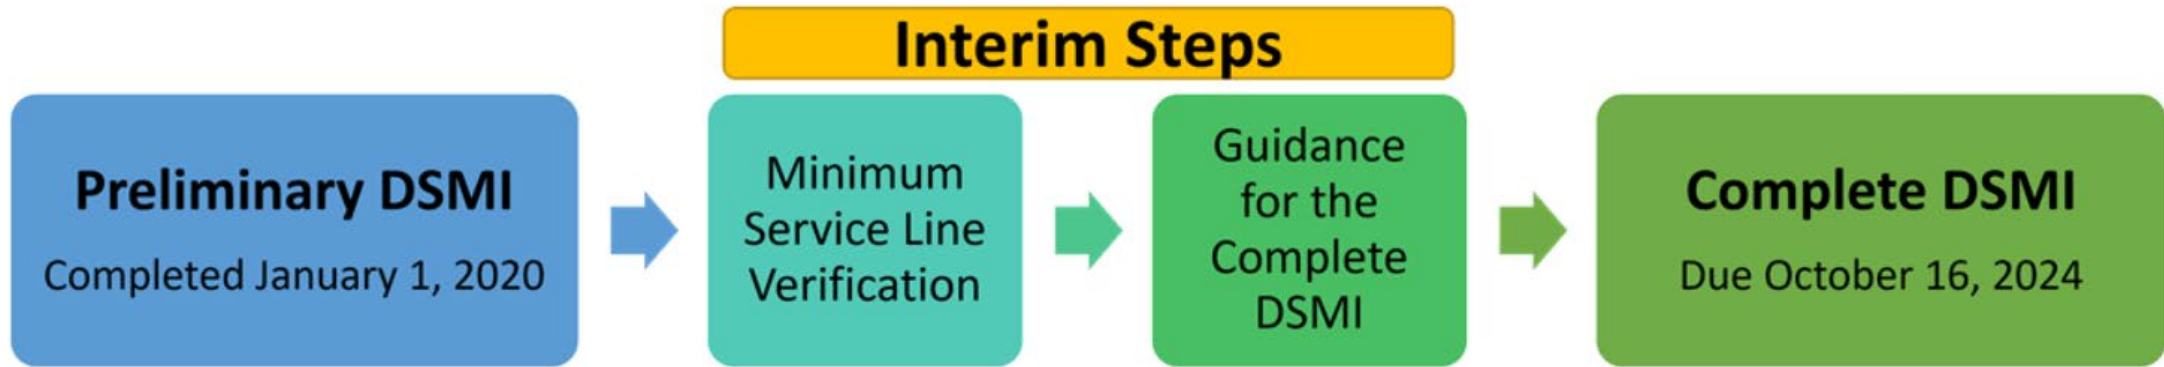 Interim Steps
Preliminary DSMI
Completed January 1, 2020
Minimum
Service Line
Verification
Guidance
for the
Complete
DSMI
Complete DSMI
Due October 16, 2024